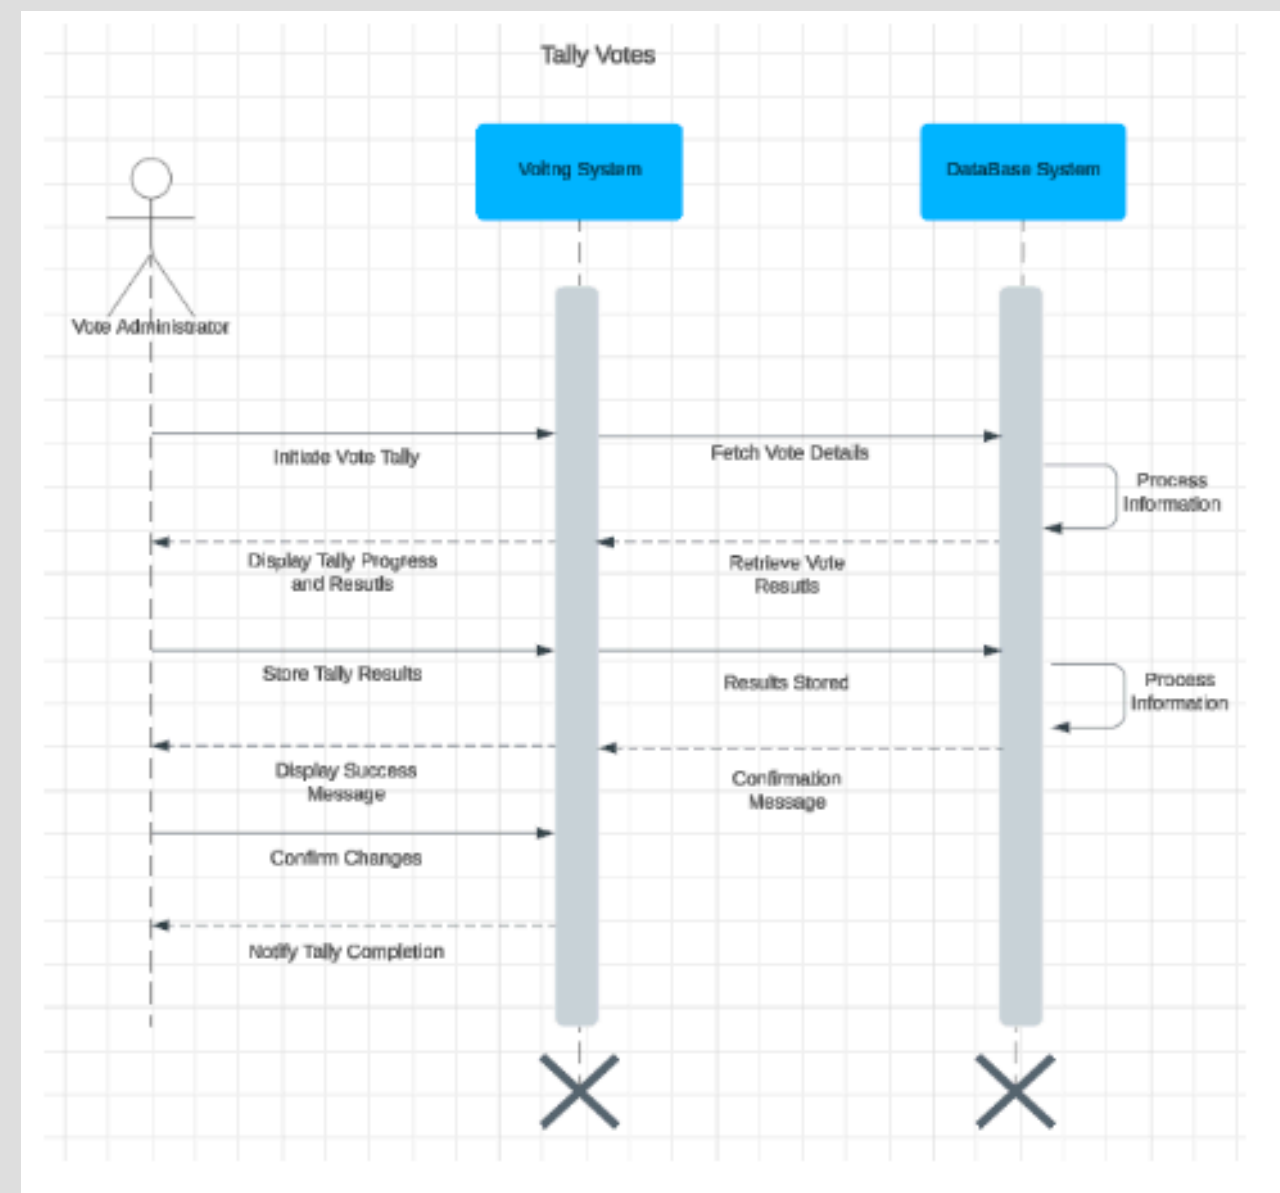 Tally Votes
Voitng System
DataBase System
Vote Administrator
Initiate Vote Tally
Fetch Vote Details
Process
Information
Display Tally Progress
and Resutls
Retrieve Vote
Resutls
Store Tally Results
Results Stored
Process
Information
Display Success
Message
Confirmation
Message
Confirm Changes
Notify Tally Completion